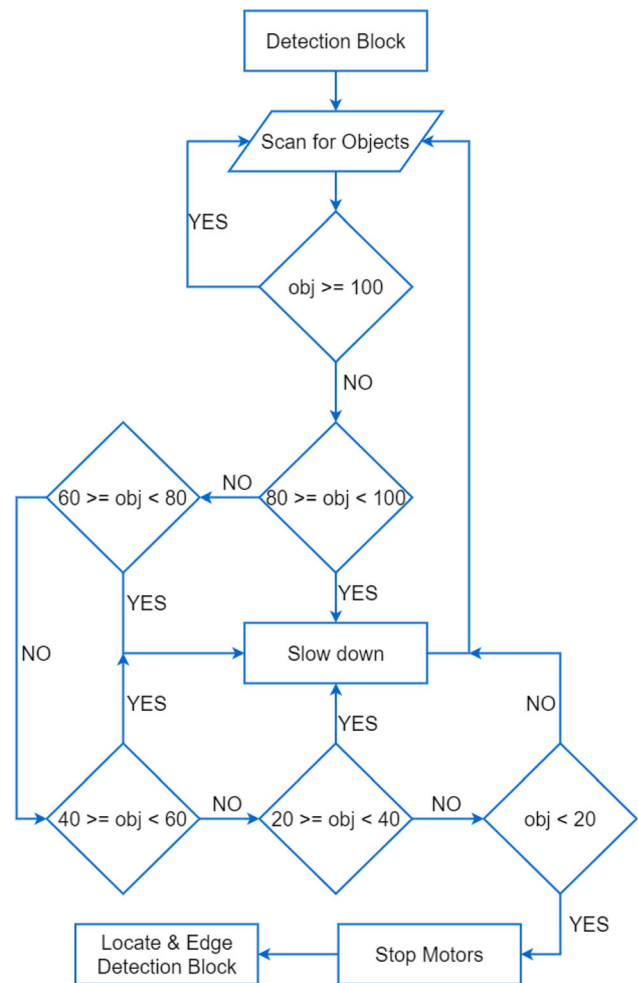 Detection Block
Scan for Objects
YES
obj >= 100
NO
60 >= obj < 80
NO
80 >= obj < 100
YES
YES
NO
Slow down
YES
YES
NO
40 >= obj < 60
NO
20 >= obj < 40
NO
obj < 20
YES
Locate & Edge
Detection Block
Stop Motors